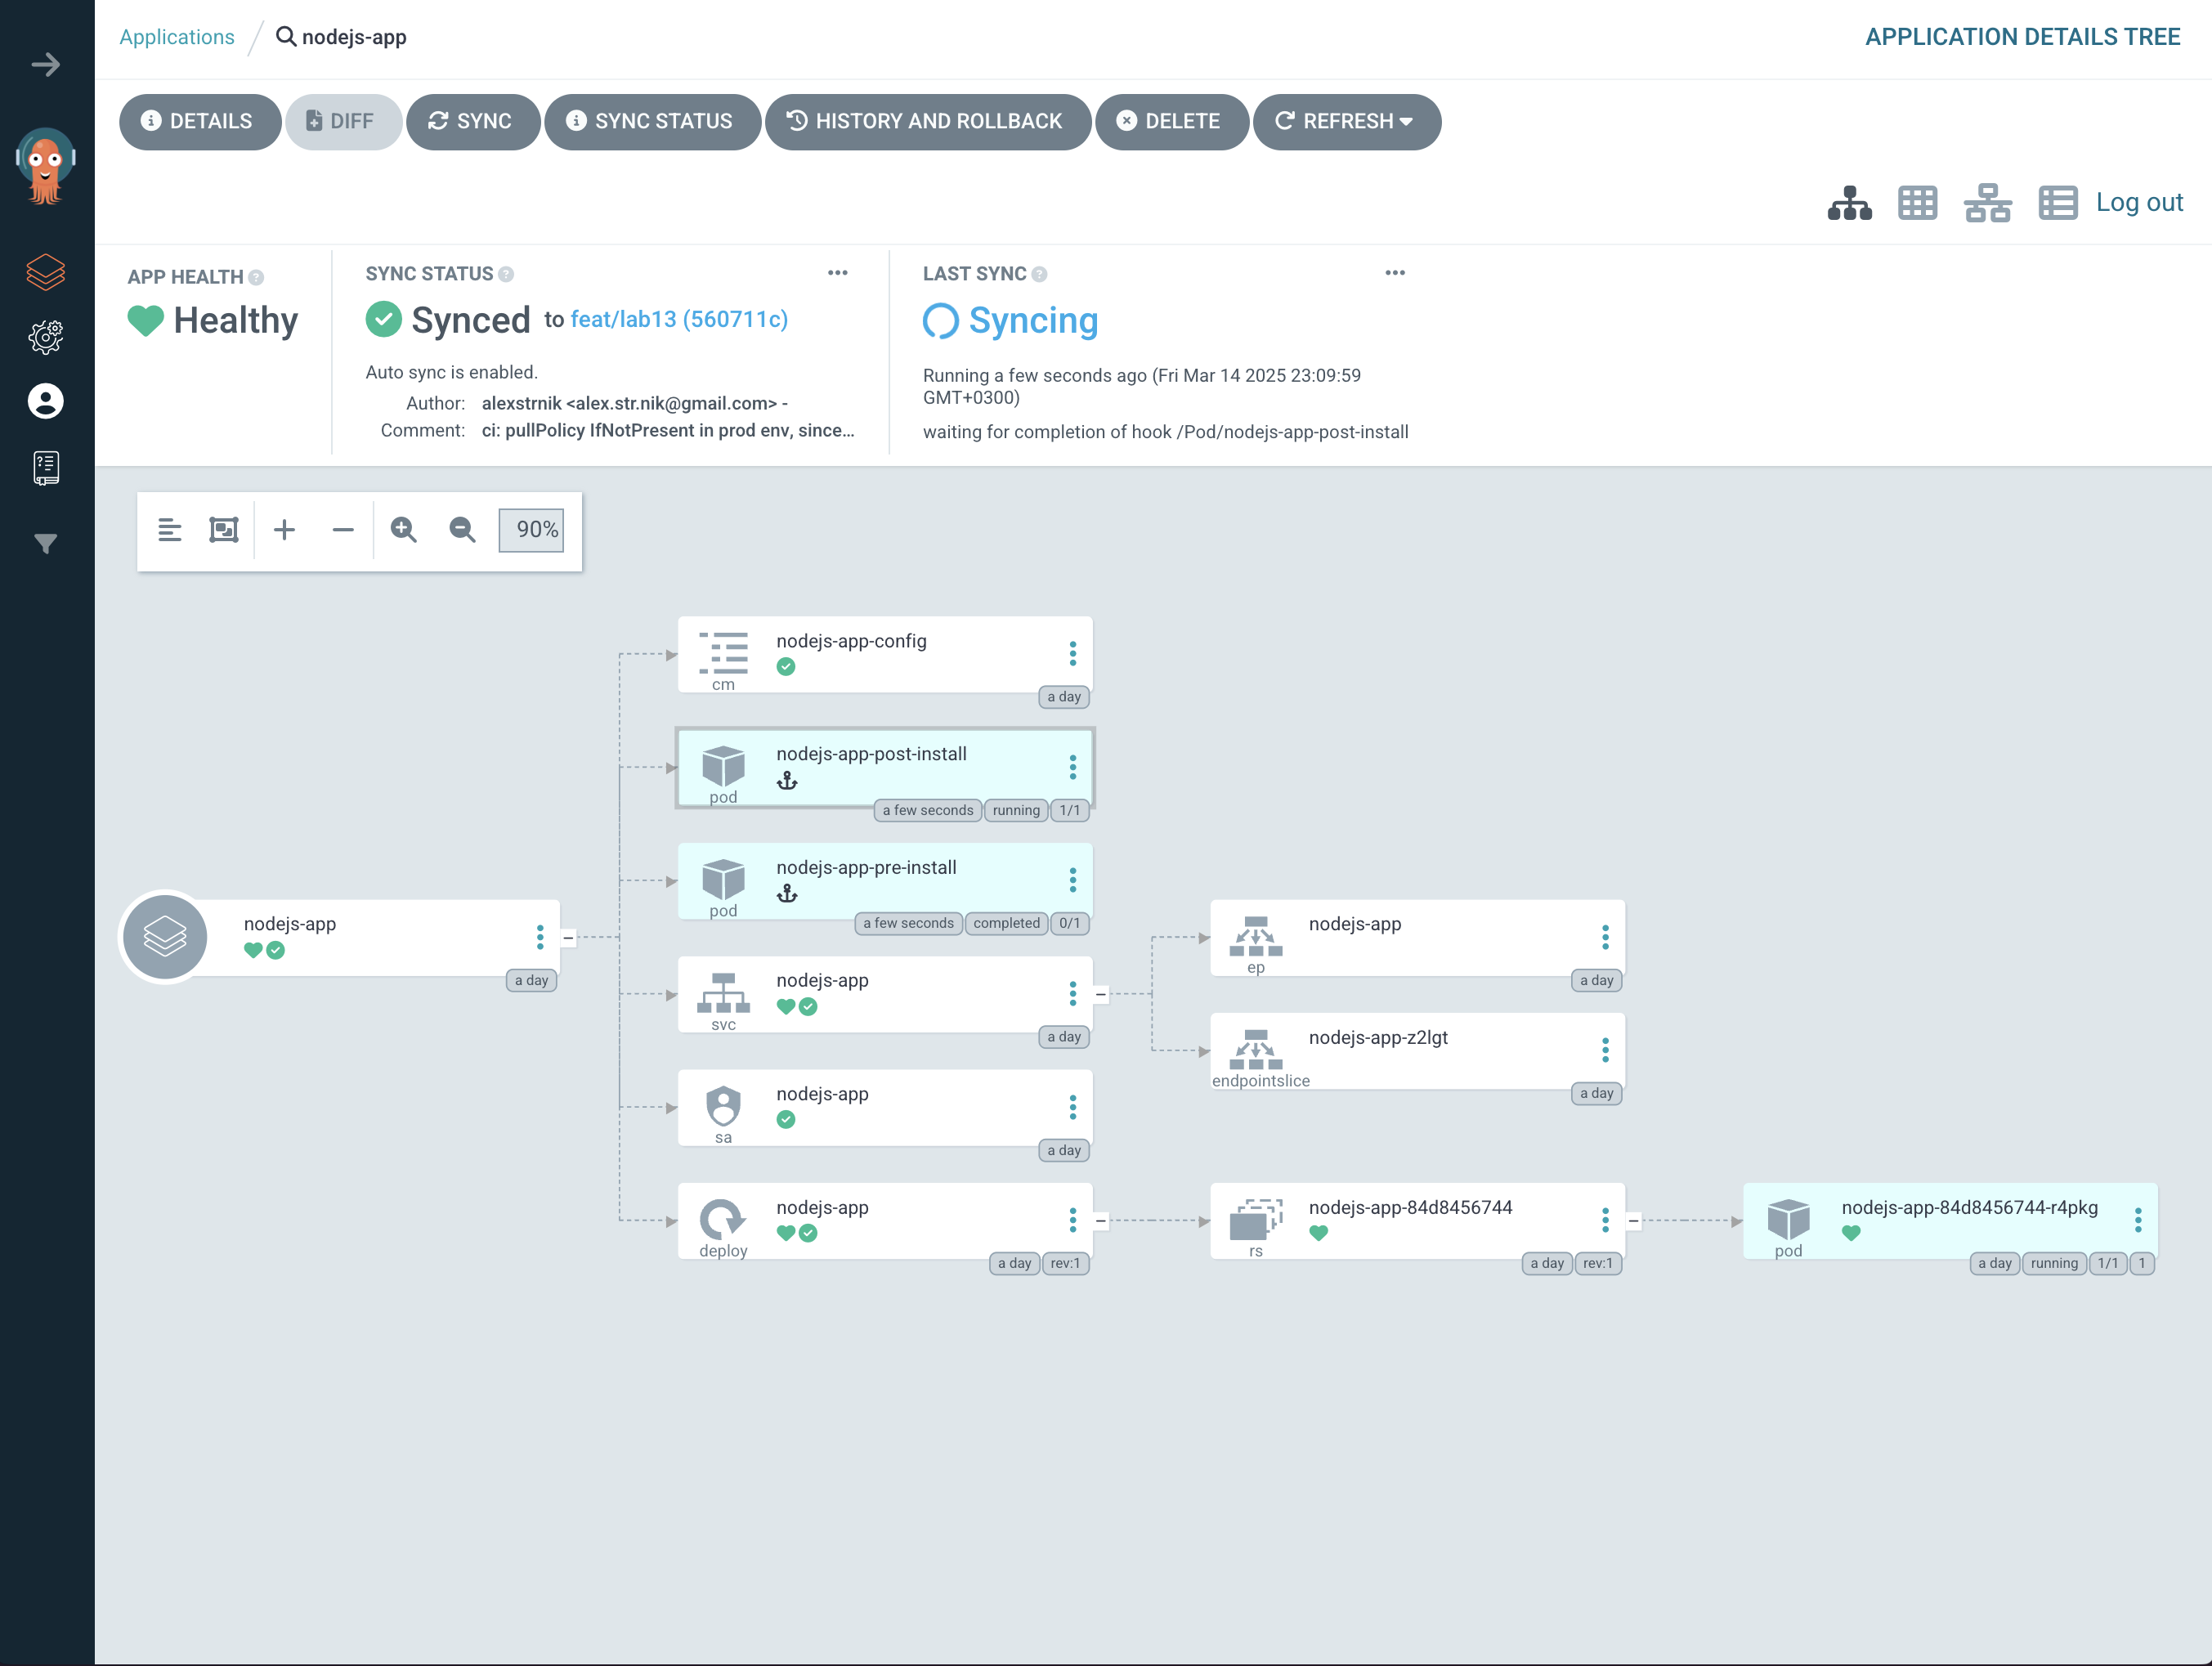 Applications / nodejs-app
APPLICATION DETAILS TREE
DETAILS
DIFF
SYNC
SYNC STATUS
HISTORY AND ROLLBACK
DELETE
REFRESH
Log out
APP HEALTH
Healthy
SYNC STATUS
Synced to feat/lab13 (560711c)
Auto sync is enabled.
Author: alexstrnik <alex.str.nik@gmail.com> -
Comment: ci: pullPolicy IfNotPresent in prod env, since...
LAST SYNC
Syncing
Running a few seconds ago (Fri Mar 14 2025 23:09:59
GMT+0300)
waiting for completion of hook /Pod/nodejs-app-post-install
90%
nodejs-app
a day
nodejs-app-config
cm
a day
nodejs-app-post-install
pod
a few seconds running 1/1
nodejs-app-pre-install
pod
a few seconds completed 0/1
nodejs-app
svc
a day
nodejs-app
ep
a day
nodejs-app-z2lgt
endpointslice
a day
nodejs-app
sa
a day
nodejs-app
deploy
a day rev:1
nodejs-app-84d8456744
rs
a day rev:1
nodejs-app-84d8456744-r4pkg
pod
a day running 1/1 1